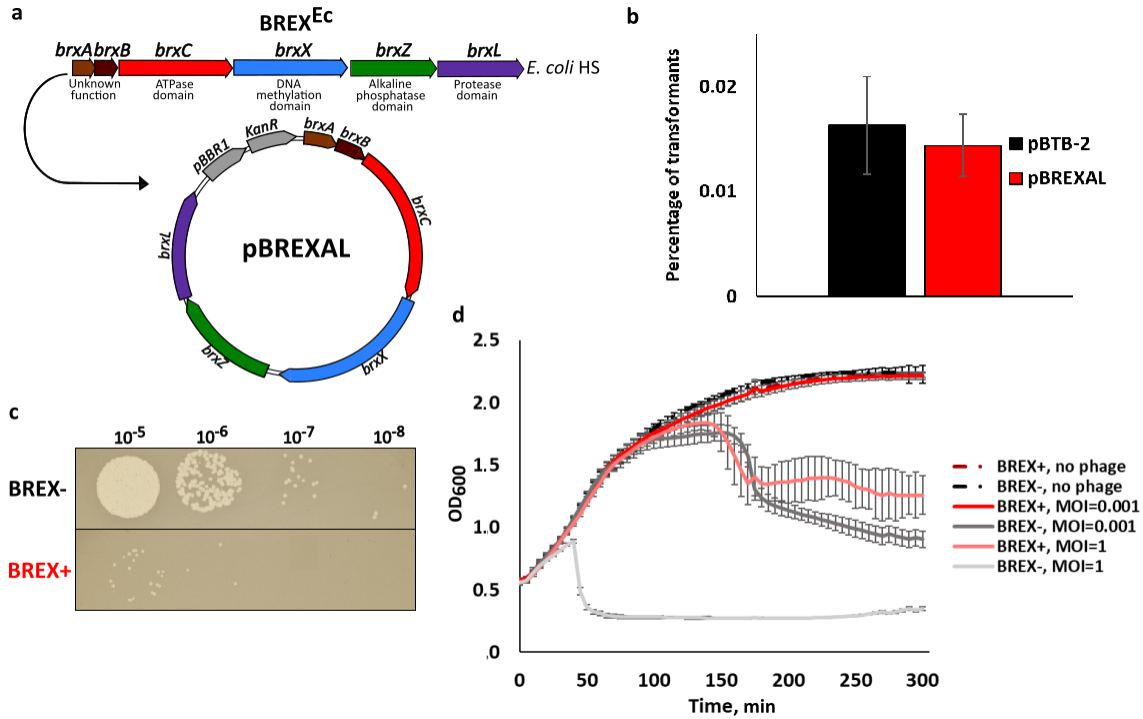 a
BREXEc
brxA brxB brxC brxX brxZ brxL
E. coli HS
Unknown function
ATPase domain
DNA methylation domain
Alkaline phosphatase domain
Protease domain
pBBR1
KanR
brxA
brxB
brxC
brxX
brxZ
brxL
pBREXAL
b
Percentage of transformants
0.02
0.01
0
pBTB-2
pBREXAL
c
10-5 10-6 10-7 10-8
BREX-
BREX+
d
OD600
2.5
2.0
1.5
1.0
0.5
,0
0 50 100 150 200 250 300
Time, min
BREX+, no phage
BREX-, no phage
BREX+, MOI=0.001
BREX-, MOI=0.001
BREX+, MOI=1
BREX-, MOI=1